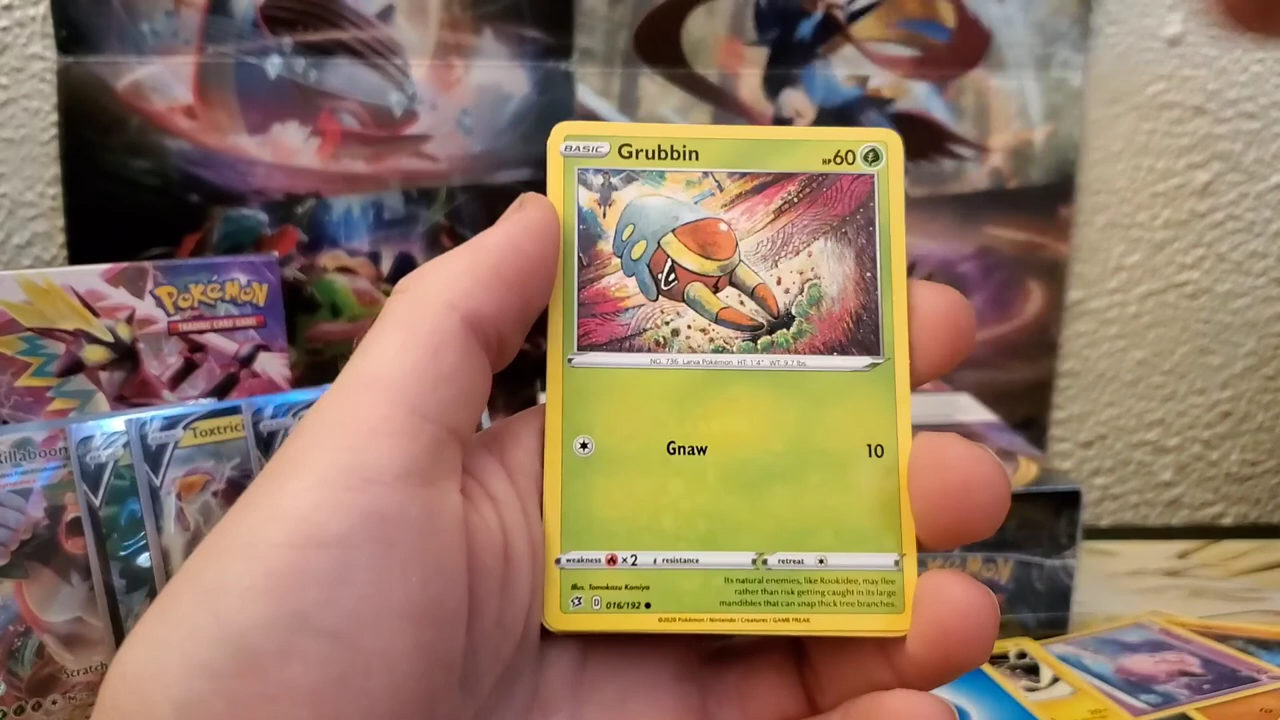 BASIC Grubbin HP 60
NO. 736 Larva Pokémon HT: 1'4" WT: 9.7 lbs.
Gnaw 10
weakness ×2 resistance retreat
Illus. Tomokazu Komiya
Its natural enemies, like Rookidee, may flee
rather than risk getting caught in its large
mandibles that can snap thick tree branches.
D 016/192
©2020 Pokémon / Nintendo / Creatures / GAME FREAK
POKÉMON
TRADING CARD GAME
Toxtrici
illaboom
Scratch
POKÉMON